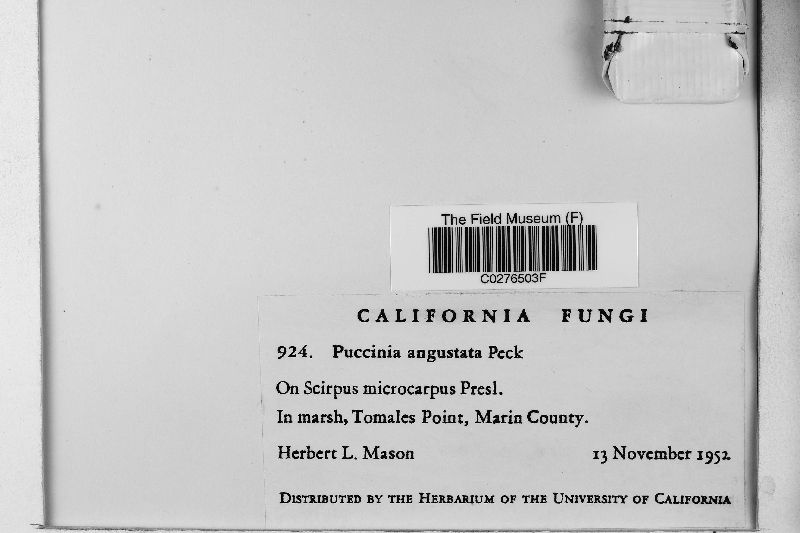 The Field Museum (F)
C0276503F
CALIFORNIA FUNGI
924. Puccinia angustata Peck
On Scirpus microcarpus Presl.
In marsh, Tomales Point, Marin County.
Herbert L. Mason 13 November 1952
DISTRIBUTED BY THE HERBARIUM OF THE UNIVERSITY OF CALIFORNIA